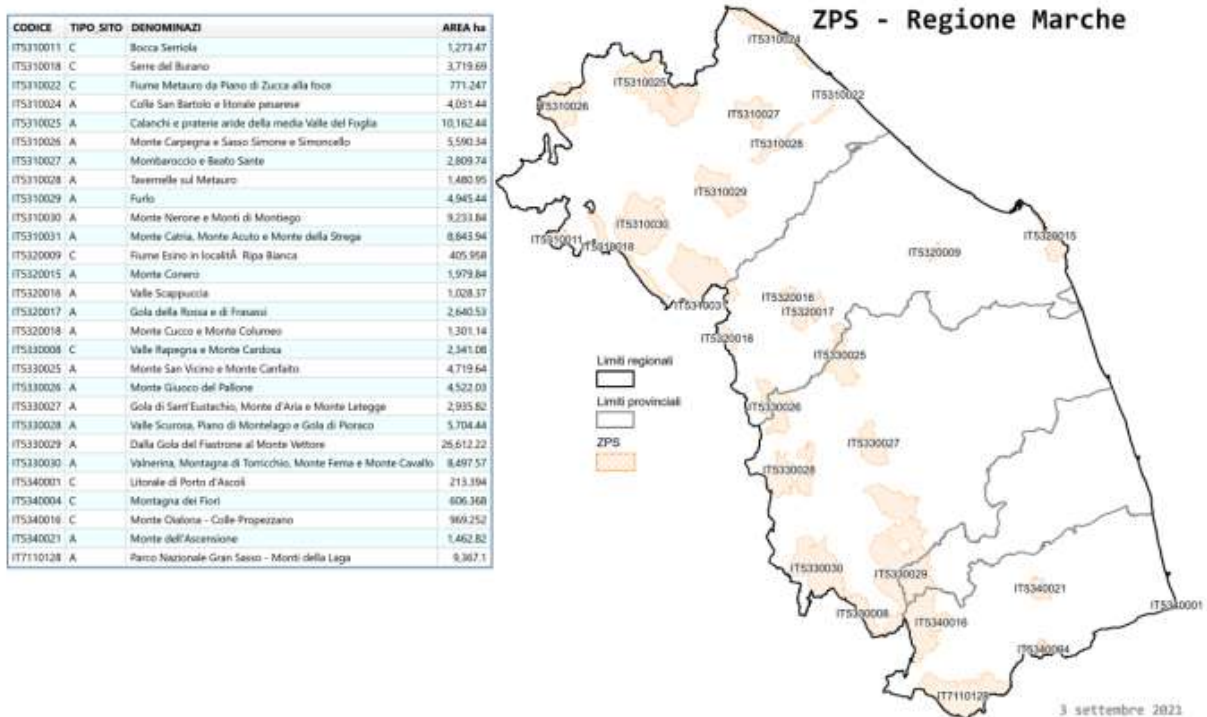 CODICE TIPO_SITO DENOMINAZI AREA ha
IT5310011 C Bocca Serriola 1,273.47
IT5310018 C Serre del Burano 3,719.69
IT5310022 C Fiume Metauro da Piano di Zucca alla foce 771.247
IT5310024 A Colle San Bartolo e litorale pesarese 4,031.44
IT5310025 A Calanchi e praterie aride della media Valle del Foglia 10,162.44
IT5310026 A Monte Carpegna e Sasso Simone e Simoncello 5,590.34
IT5310027 A Mombaroccio e Beato Sante 2,809.74
IT5310028 A Tavernelle sul Metauro 1,480.95
IT5310029 A Furlo 4,945.44
IT5310030 A Monte Nerone e Monti di Montiego 9,233.84
IT5310031 A Monte Catria, Monte Acuto e Monte della Strega 8,643.94
IT5320009 C Fiume Esino in localitÃ Ripa Bianca 405.958
IT5320015 A Monte Conero 1,979.84
IT5320016 A Valle Scappuccia 1,028.37
IT5320017 A Gola della Rossa e di Frasassi 2,640.53
IT5320018 A Monte Cucco e Monte Columeo 1,301.14
IT5330008 C Valle Rapegna e Monte Cardosa 2,341.08
IT5330025 A Monte San Vicino e Monte Canfaito 4,719.64
IT5330026 A Monte Giuoco del Pallone 4,522.03
IT5330027 A Gola di Sant'Eustachio, Monte d'Aria e Monte Letegge 2,935.82
IT5330028 A Valle Scurosa, Piano di Montelago e Gola di Pioraco 5,704.44
IT5330029 A Dalla Gola del Fiastrone al Monte Vettore 26,612.22
IT5330030 A Valnerina, Montagna di Torricchio, Monte Fema e Monte Cavallo 8,497.57
IT5340001 C Litorale di Porto d'Ascoli 213.394
IT5340004 C Montagna dei Fiori 606.368
IT5340016 C Monte Oialona - Colle Propezzano 969.252
IT5340021 A Monte dell'Ascensione 1,462.82
IT7110128 A Parco Nazionale Gran Sasso - Monti della Laga 9,367.1
ZPS - Regione Marche
IT5310024
IT5310025
IT5310026
IT5310022
IT5310027
IT5310028
IT5310029
IT5310030
IT5310011
IT5310018
IT5320015
IT5320009
IT531003
IT5320016
IT5320017
IT5320018
IT5330025
Limiti regionali
Limiti provinciali
ZPS
IT5330026
IT5330027
IT5330028
IT5330030
IT5330029
IT5340021
IT5340001
IT5330008
IT5340016
IT5340004
IT7110128
3 settembre 2021